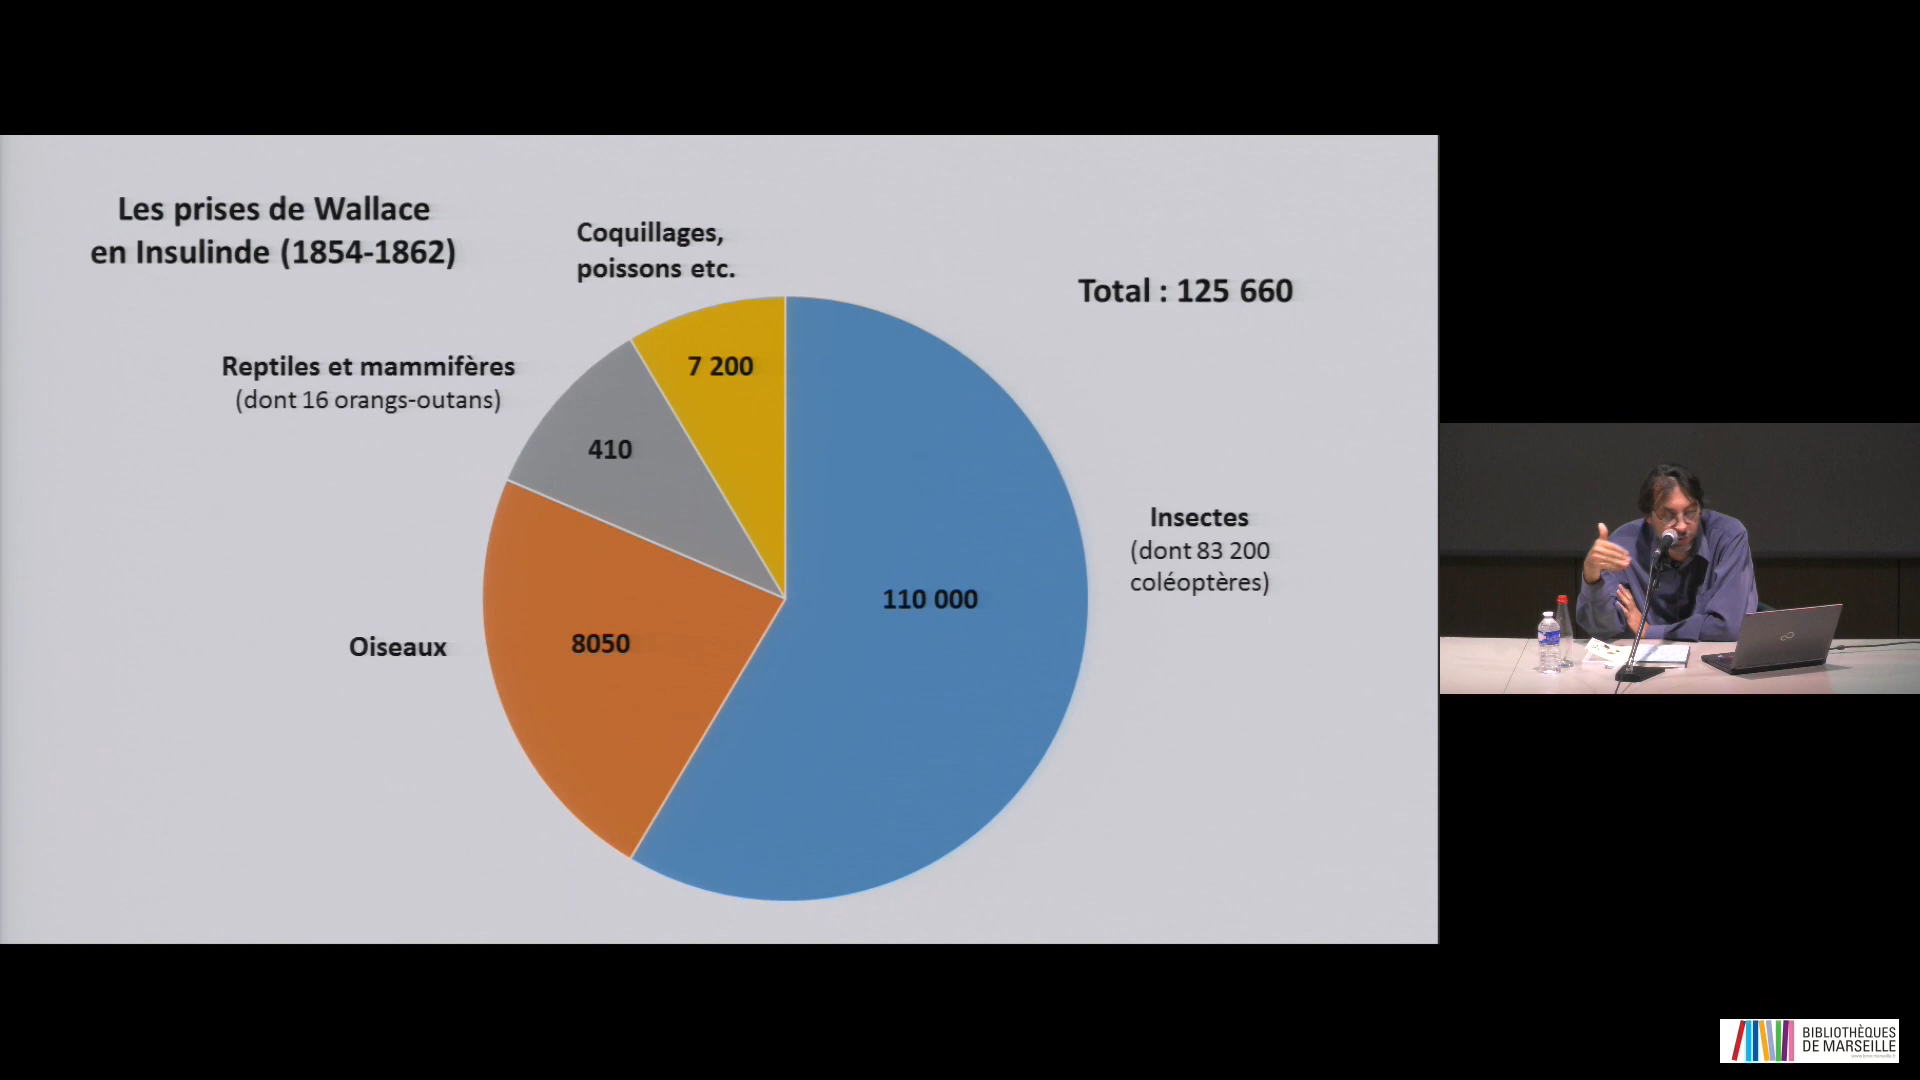 Les prises de Wallace
en Insulinde (1854-1862)
Coquillages,
poissons etc.
Total : 125 660
Reptiles et mammifères
(dont 16 orangs-outans)
7 200
410
Insectes
(dont 83 200
coléoptères)
110 000
Oiseaux
8050
BIBLIOTHÈQUES
DE MARSEILLE